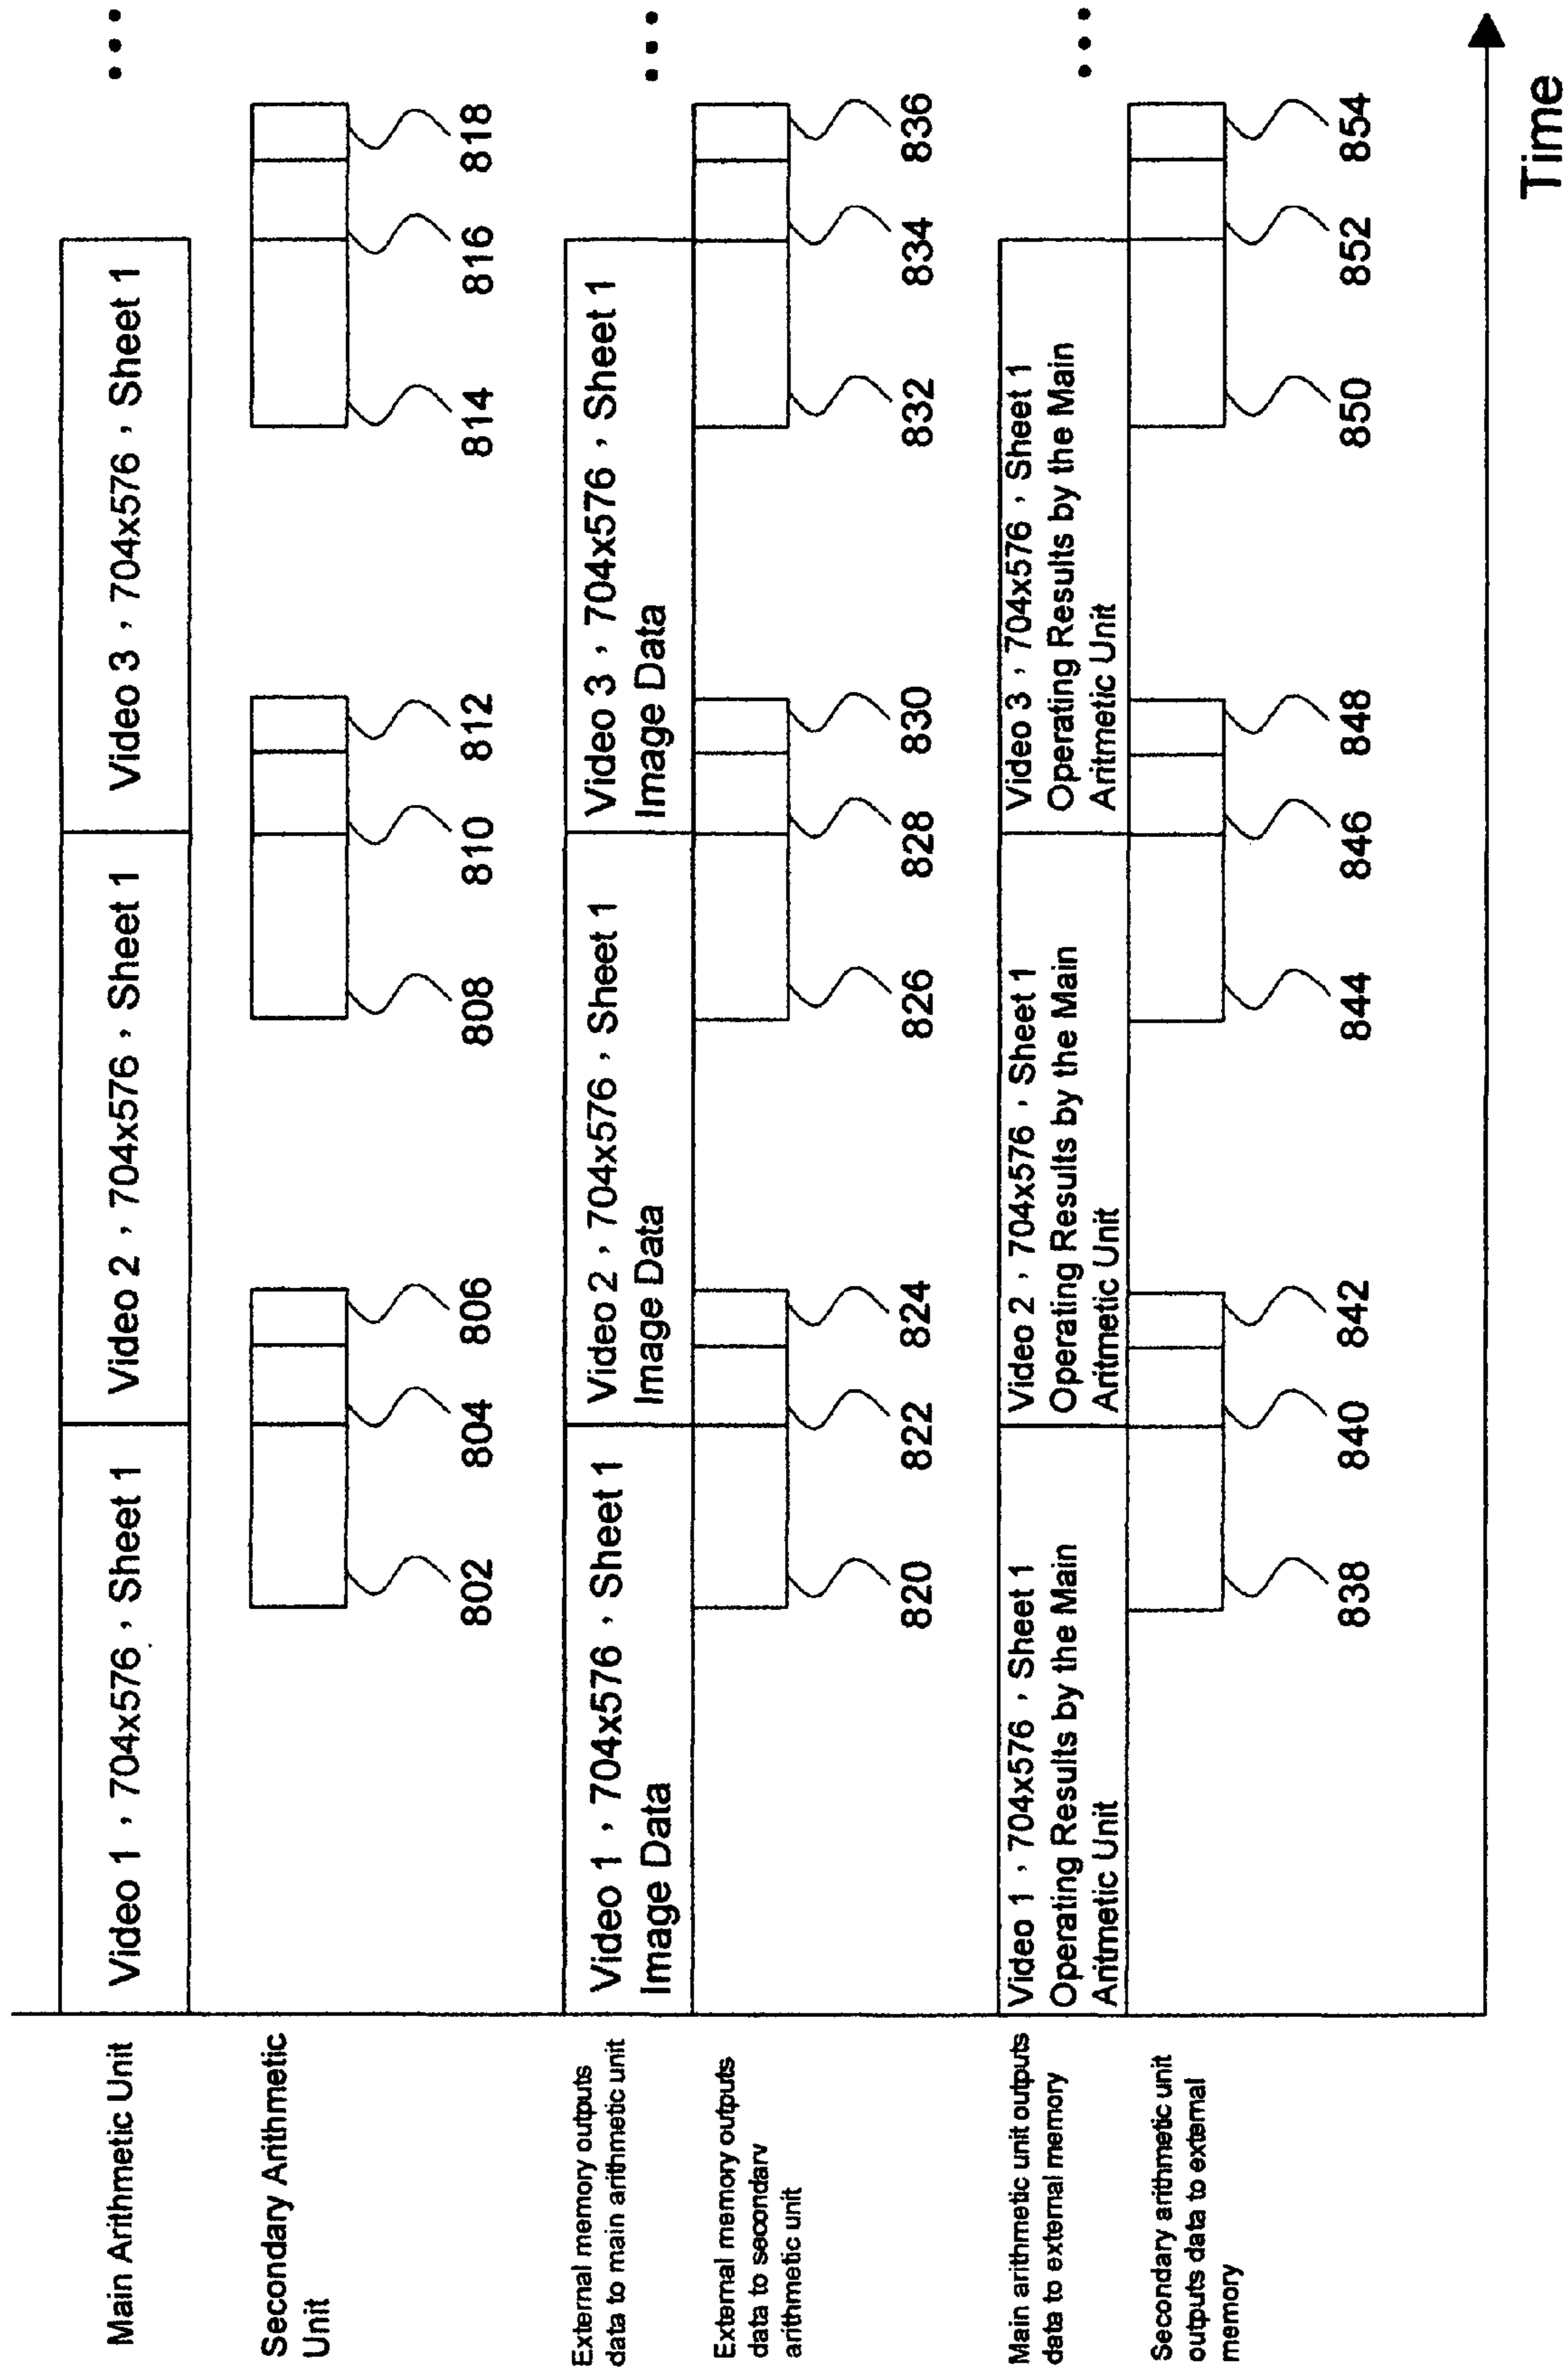 Main Arithmetic Unit
Video 1 , 704x576 , Sheet 1
Video 2 , 704x576 , Sheet 1
Video 3 , 704x576 , Sheet 1
...
Secondary Arithmetic
Unit
802
804
806
808
810
812
814
816
818
External memory outputs
data to main arithmetic unit
Video 1 , 704x576 , Sheet 1
Image Data
Video 2 , 704x576 , Sheet 1
Image Data
Video 3 , 704x576 , Sheet 1
Image Data
...
External memory outputs
data to secondary
arithmetic unit
820
822
824
826
828
830
832
834
836
Main arithmetic unit outputs
data to external memory
Video 1 , 704x576 , Sheet 1
Operating Results by the Main
Aritmetic Unit
Video 2 , 704x576 , Sheet 1
Operating Results by the Main
Aritmetic Unit
Video 3 , 704x576 , Sheet 1
Operating Results by the Main
Aritmetic Unit
...
Secondary arithmetic unit
outputs data to external
memory
838
840
842
844
846
848
850
852
854
Time